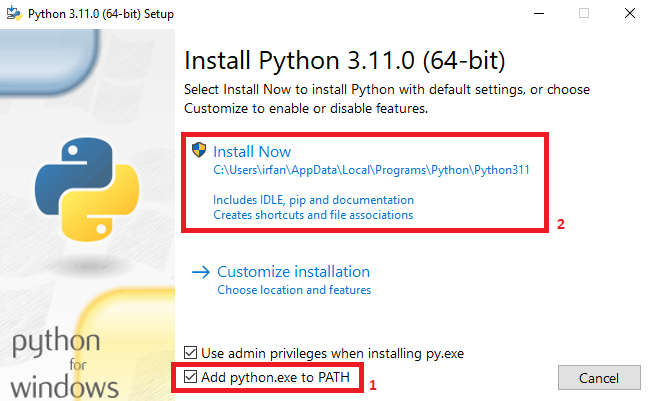 Python 3.11.0 (64-bit) Setup
Install Python 3.11.0 (64-bit)
Select Install Now to install Python with default settings, or choose
Customize to enable or disable features.
Install Now
C:\Users\irfan\AppData\Local\Programs\Python\Python311
Includes IDLE, pip and documentation
Creates shortcuts and file associations
2
Customize installation
Choose location and features
Use admin privileges when installing py.exe
Add python.exe to PATH
1
Cancel
python
for
windows